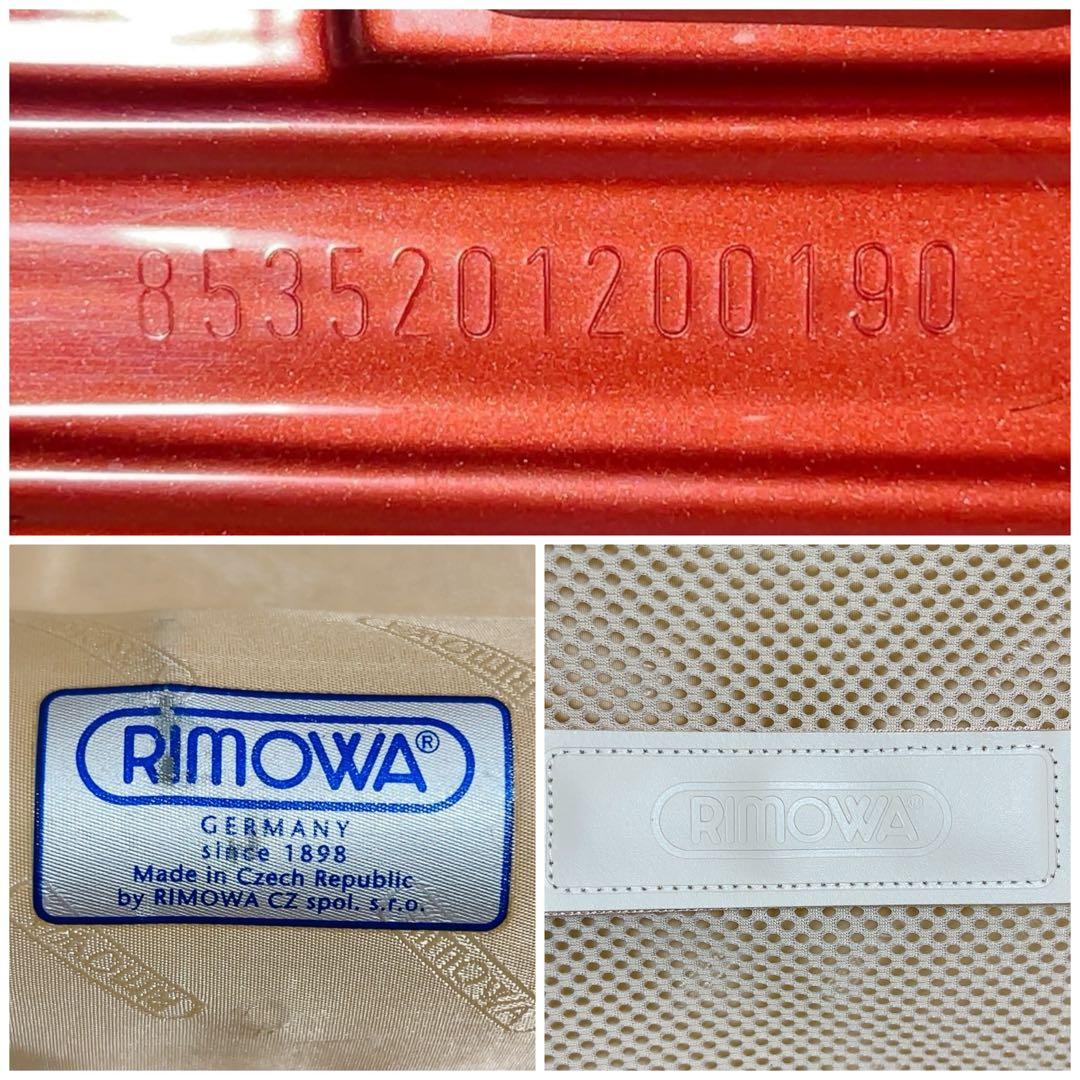 8535201200190
RIMOWA®
GERMANY
since 1898
Made in Czech Republic
by RIMOWA CZ spol. s.r.o.
RIMOWA®